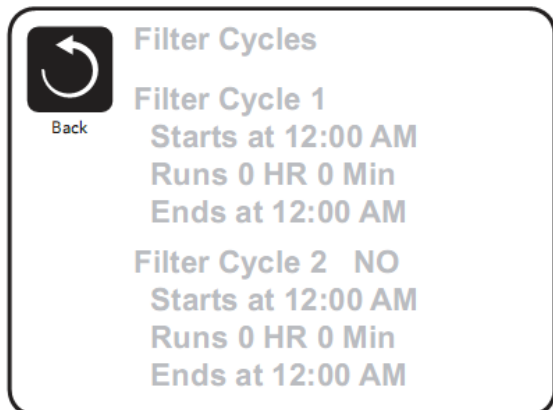 Filter Cycles
Back
Filter Cycle 1
Starts at 12:00 AM
Runs 0 HR 0 Min
Ends at 12:00 AM
Filter Cycle 2 NO
Starts at 12:00 AM
Runs 0 HR 0 Min
Ends at 12:00 AM